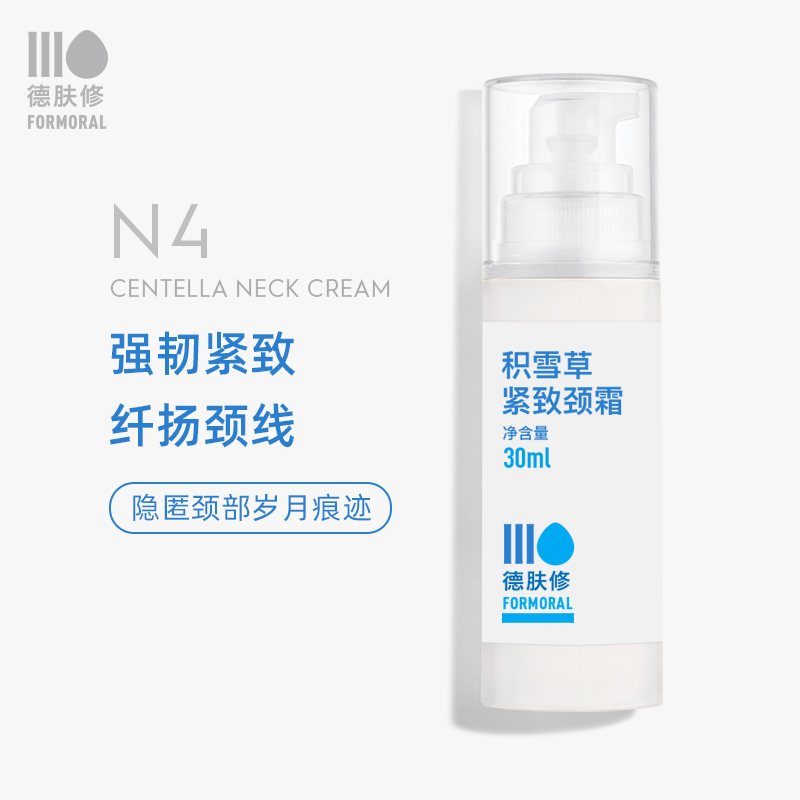 德肤修
FORMORAL
N4
CENTELLA NECK CREAM
强韧紧致
纤扬颈线
隐匿颈部岁月痕迹
积雪草
紧致颈霜
净含量
30ml
德肤修
FORMORAL